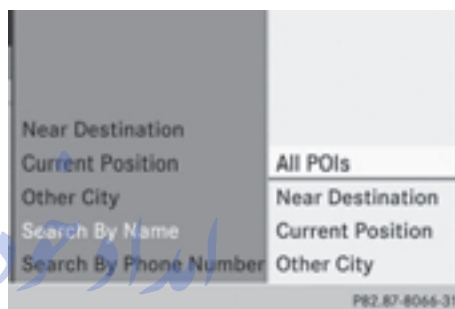 Near Destination
Current Position
Other City
Search By Name
Search By Phone Number
All POIs
Near Destination
Current Position
Other City
P82.87-8066-31